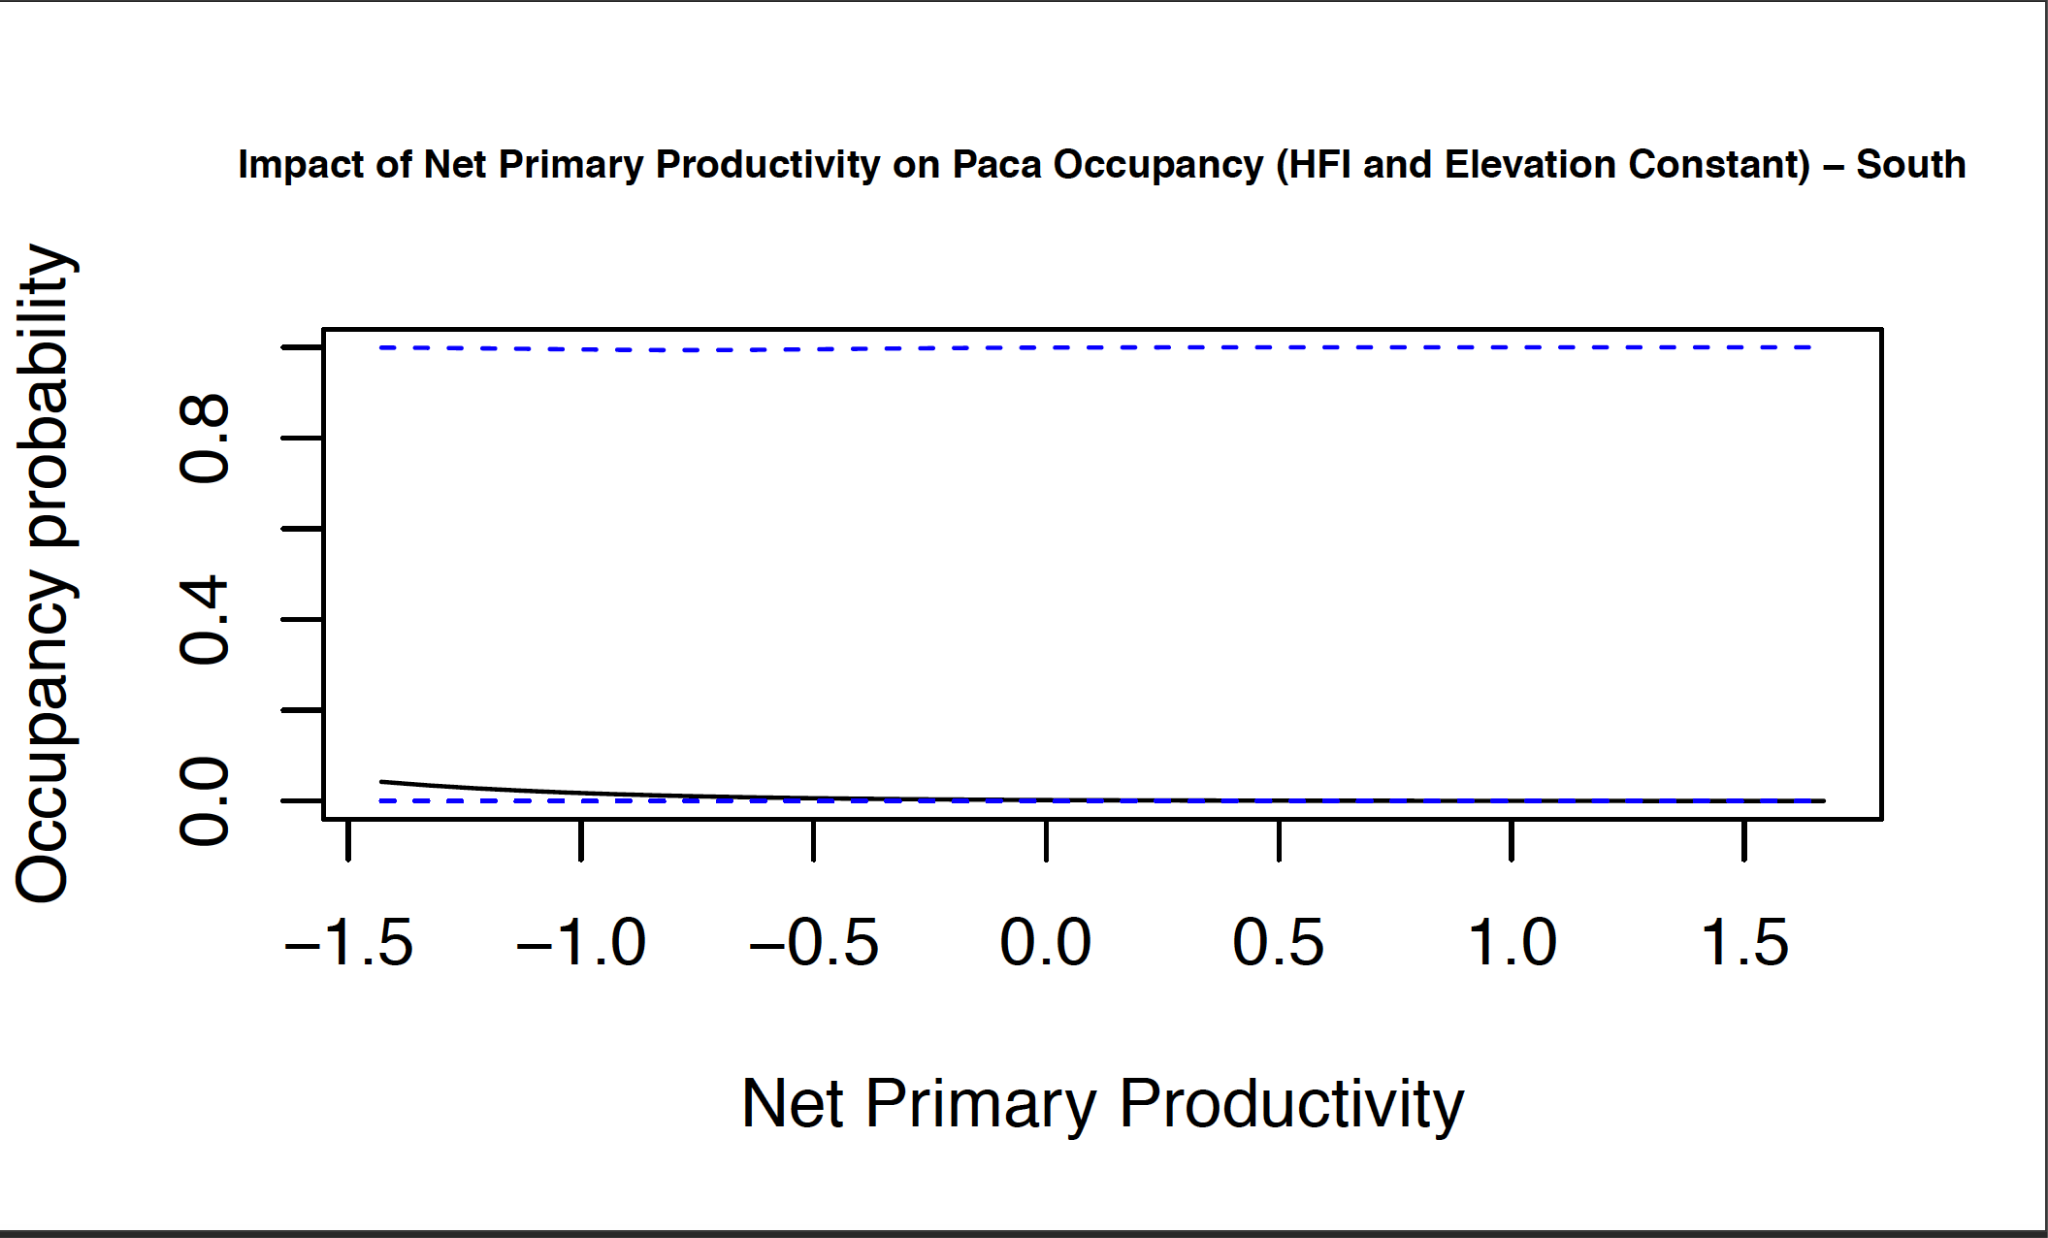 Impact of Net Primary Productivity on Paca Occupancy (HFI and Elevation Constant) – South
Occupancy probability
0.8
0.4
0.0
−1.5 −1.0 −0.5 0.0 0.5 1.0 1.5
Net Primary Productivity